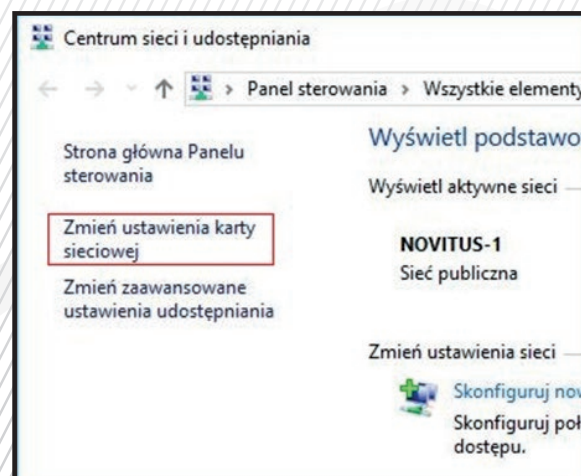 Centrum sieci i udostępniania
Panel sterowania > Wszystkie elementy
Strona główna Panelu
sterowania
Zmień ustawienia karty
sieciowej
Zmień zaawansowane
ustawienia udostępniania
Wyświetl podstawo
Wyświetl aktywne sieci
NOVITUS-1
Sieć publiczna
Zmień ustawienia sieci
Skonfiguruj now
Skonfiguruj poł
dostępu.